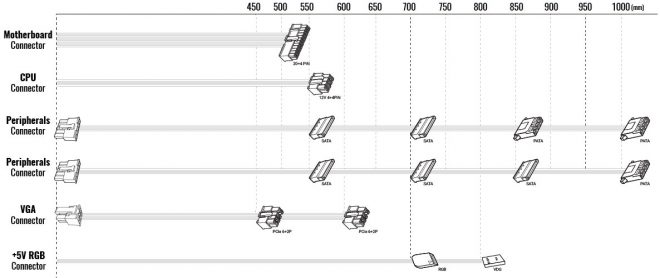 450 500 550 600 650 700 750 800 850 900 950 1000 (mm)
Motherboard
Connector
20+4 PIN
CPU
Connector
12V 4+4PIN
Peripherals
Connector
SATA SATA PATA PATA
Peripherals
Connector
SATA SATA SATA PATA
VGA
Connector
PCIe 6+2P PCIe 6+2P
+5V RGB
Connector
RGB VDG